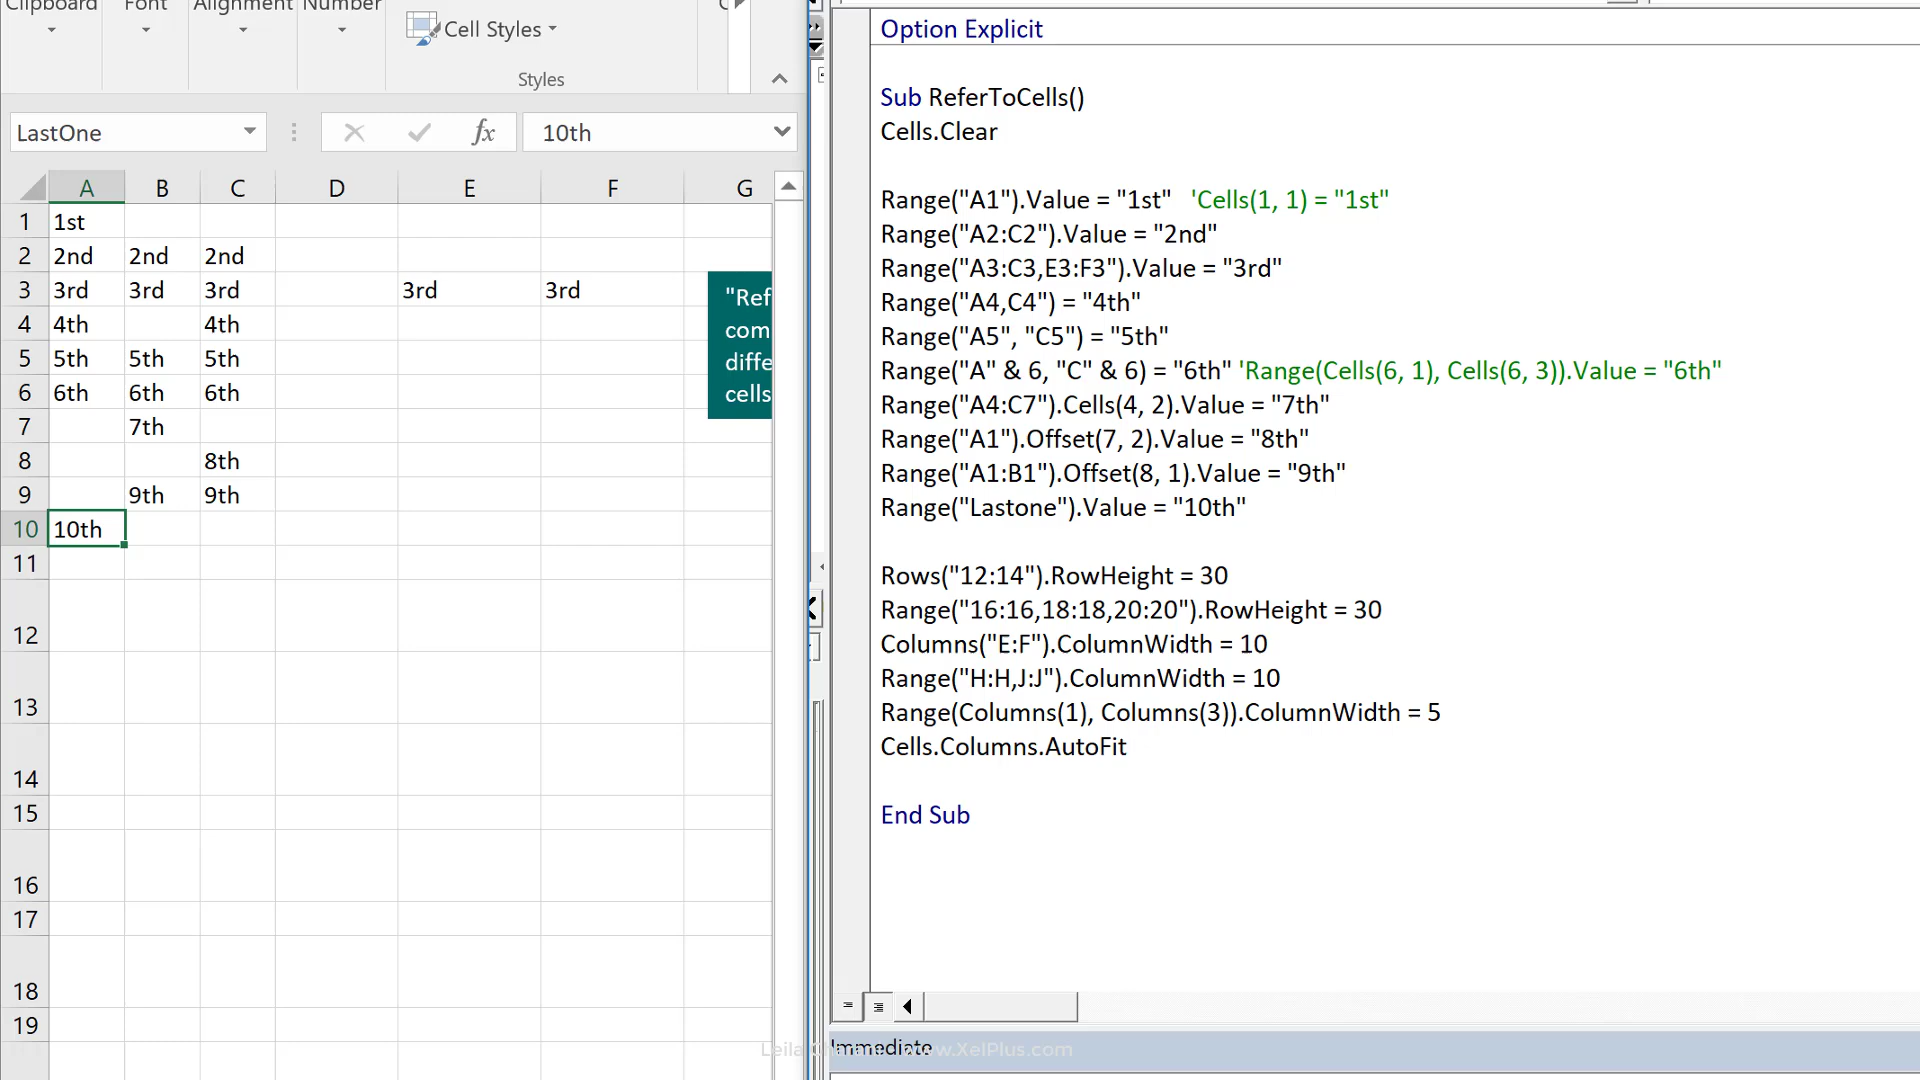 Clipboard Font Alignment Number
Cell Styles
Styles
LastOne fx 10th
A B C D E F G
1 1st
2 2nd 2nd 2nd
3 3rd 3rd 3rd 3rd 3rd
4 4th 4th
5 5th 5th 5th
6 6th 6th 6th
7 7th
8 8th
9 9th 9th
10 10th
11
12
13
14
15
16
17
18
19
"Ref
com
diffe
cells
Option Explicit
Sub ReferToCells()
Cells.Clear
Range("A1").Value = "1st" 'Cells(1, 1) = "1st"
Range("A2:C2").Value = "2nd"
Range("A3:C3,E3:F3").Value = "3rd"
Range("A4,C4") = "4th"
Range("A5", "C5") = "5th"
Range("A" & 6, "C" & 6) = "6th" 'Range(Cells(6, 1), Cells(6, 3)).Value = "6th"
Range("A4:C7").Cells(4, 2).Value = "7th"
Range("A1").Offset(7, 2).Value = "8th"
Range("A1:B1").Offset(8, 1).Value = "9th"
Range("Lastone").Value = "10th"
Rows("12:14").RowHeight = 30
Range("16:16,18:18,20:20").RowHeight = 30
Columns("E:F").ColumnWidth = 10
Range("H:H,J:J").ColumnWidth = 10
Range(Columns(1), Columns(3)).ColumnWidth = 5
Cells.Columns.AutoFit
End Sub
Immediate
Leila www.XelPlus.com